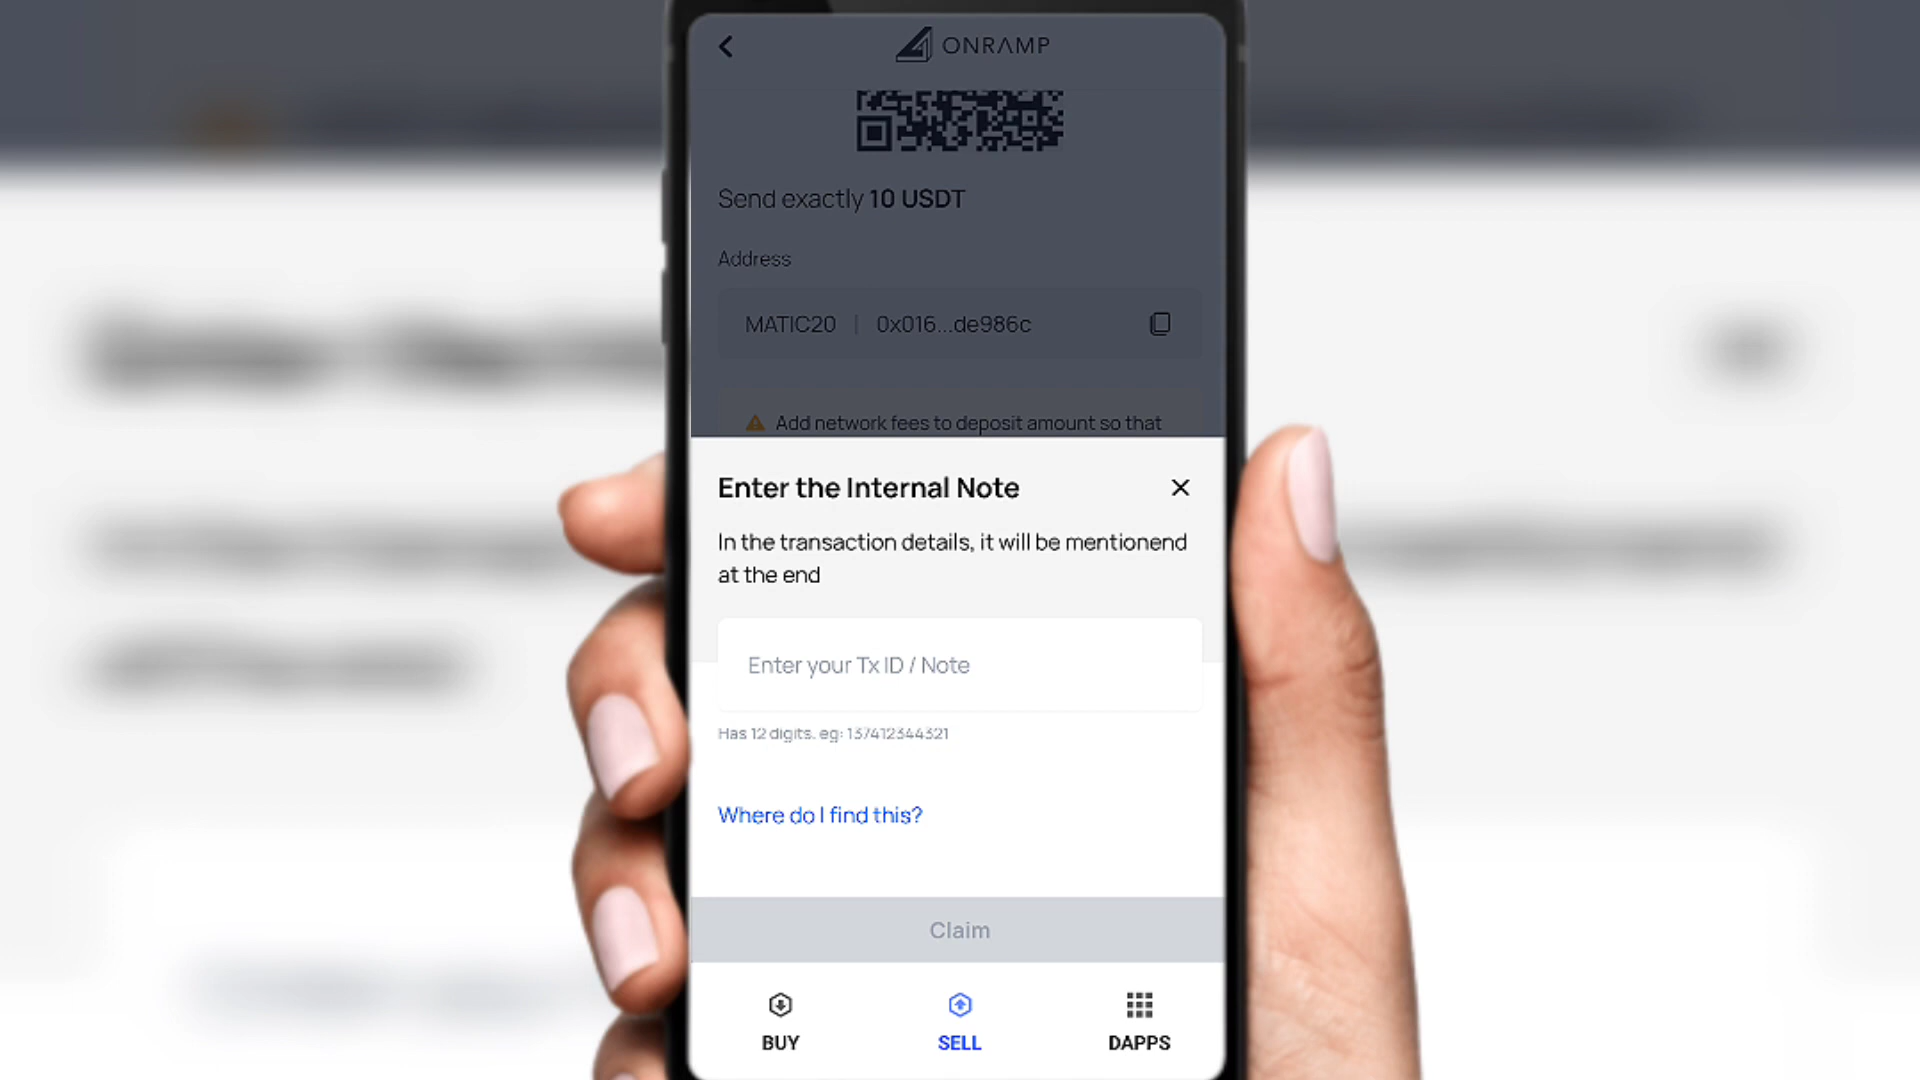 ONRAMP
Send exactly 10 USDT
Address
MATIC20 | 0x016...de986c
Add network fees to deposit amount so that
Enter the Internal Note
In the transaction details, it will be mentionend
at the end
Enter your Tx ID / Note
Has 12 digits. eg: 137412344321
Where do I find this?
Claim
BUY
SELL
DAPPS